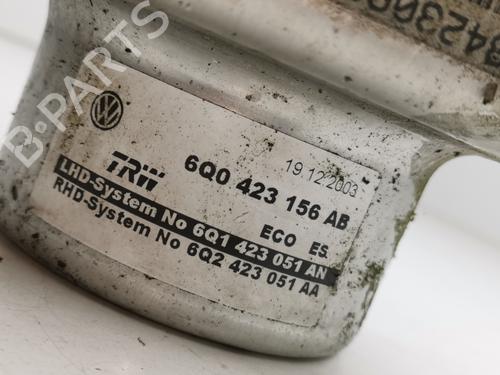 B-PARTS
TRW
6Q0 423 156 AB
19.12.2003
ECO ES
LHD-System No 6Q1 423 051 AN
RHD-System No 6Q2 423 051 AA